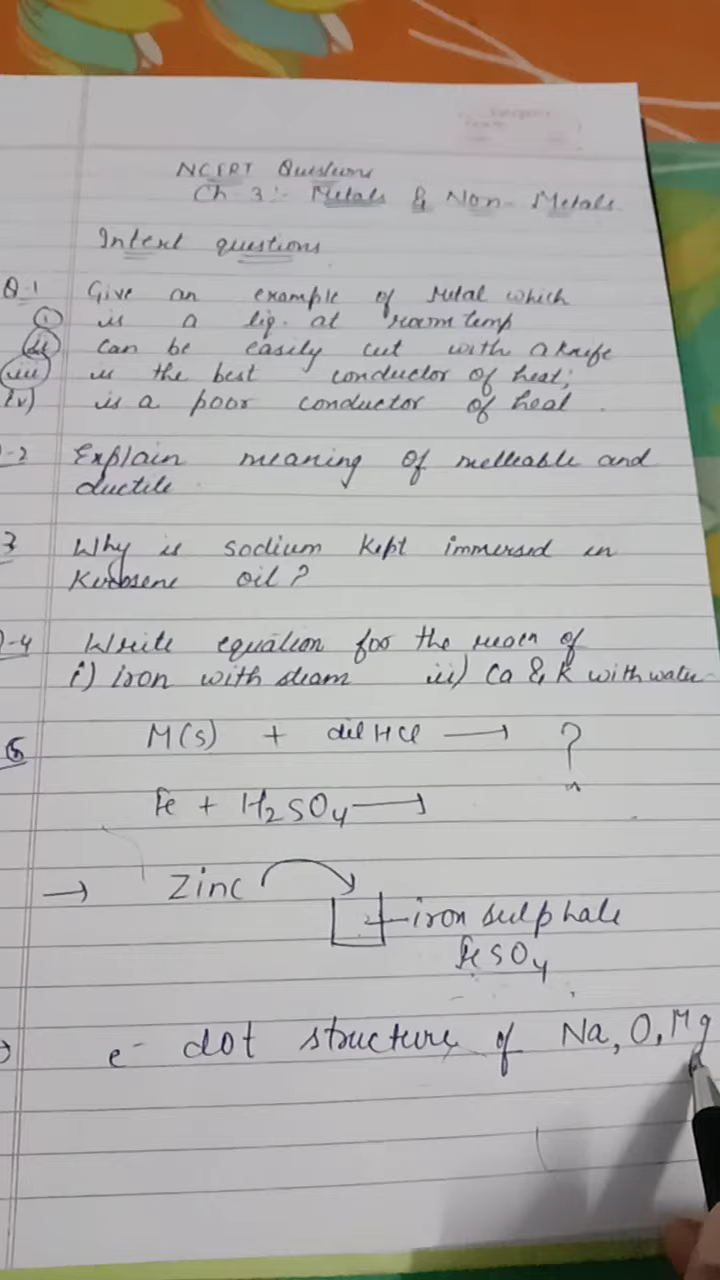 NCERT Questions
Ch 3:- Metals & Non-Metals
Intext questions
Q-1 Give an example of Metal which
(i) is a liq. at room temp
(ii) can be easily cut with a knife
(iii) is the best conductor of heat;
iv) is a poor conductor of heat.
-2 Explain meaning of melleable and
ductile.
3 Why is sodium kept immersed in
Kerosene oil?
-4 Write equation for the reacn of
i) iron with steam iii) Ca & K with water
5 M(s) + dil HCl → ?
Fe + H2SO4 →
→ Zinc
iron sulphate
FeSO4
e- dot structure of Na, O, Mg